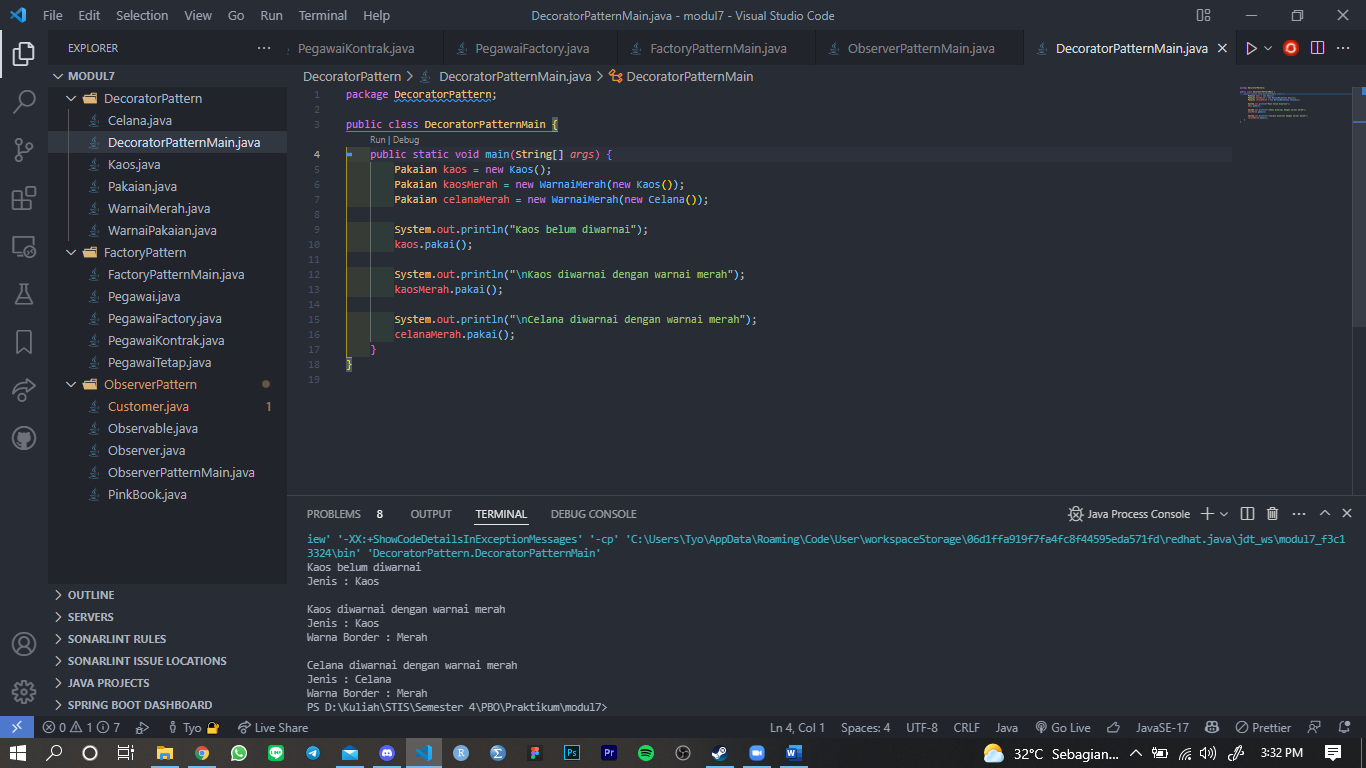 File Edit Selection View Go Run Terminal Help
DecoratorPatternMain.java - modul7 - Visual Studio Code
EXPLORER
PegawaiKontrak.java PegawaiFactory.java FactoryPatternMain.java ObserverPatternMain.java DecoratorPatternMain.java
MODUL7
DecoratorPattern
Celana.java
DecoratorPatternMain.java
Kaos.java
Pakaian.java
WarnaiMerah.java
WarnaiPakaian.java
FactoryPattern
FactoryPatternMain.java
Pegawai.java
PegawaiFactory.java
PegawaiKontrak.java
PegawaiTetap.java
ObserverPattern
Customer.java 1
Observable.java
Observer.java
ObserverPatternMain.java
PinkBook.java
OUTLINE
SERVERS
SONARLINT RULES
SONARLINT ISSUE LOCATIONS
JAVA PROJECTS
SPRING BOOT DASHBOARD
DecoratorPattern > DecoratorPatternMain.java > DecoratorPatternMain
1 package DecoratorPattern;
2
3 public class DecoratorPatternMain {
Run | Debug
4 public static void main(String[] args) {
5 Pakaian kaos = new Kaos();
6 Pakaian kaosMerah = new WarnaiMerah(new Kaos());
7 Pakaian celanaMerah = new WarnaiMerah(new Celana());
8
9 System.out.println("Kaos belum diwarnai");
10 kaos.pakai();
11
12 System.out.println("\nKaos diwarnai dengan warnai merah");
13 kaosMerah.pakai();
14
15 System.out.println("\nCelana diwarnai dengan warnai merah");
16 celanaMerah.pakai();
17 }
18 }
19
PROBLEMS 8 OUTPUT TERMINAL DEBUG CONSOLE
Java Process Console
iew' '-XX:+ShowCodeDetailsInExceptionMessages' '-cp' 'C:\Users\Tyo\AppData\Roaming\Code\User\workspaceStorage\06d1ffa919f7fa4fc8f44595eda571fd\redhat.java\jdt_ws\modul7_f3c1
3324\bin' 'DecoratorPattern.DecoratorPatternMain'
Kaos belum diwarnai
Jenis : Kaos
Kaos diwarnai dengan warnai merah
Jenis : Kaos
Warna Border : Merah
Celana diwarnai dengan warnai merah
Jenis : Celana
Warna Border : Merah
PS D:\Kuliah\STIS\Semester 4\PBO\Praktikum\modul7>
0 1 7 Tyo Live Share
Ln 4, Col 1 Spaces: 4 UTF-8 CRLF Java Go Live JavaSE-17 Prettier
32°C Sebagian... 3:32 PM